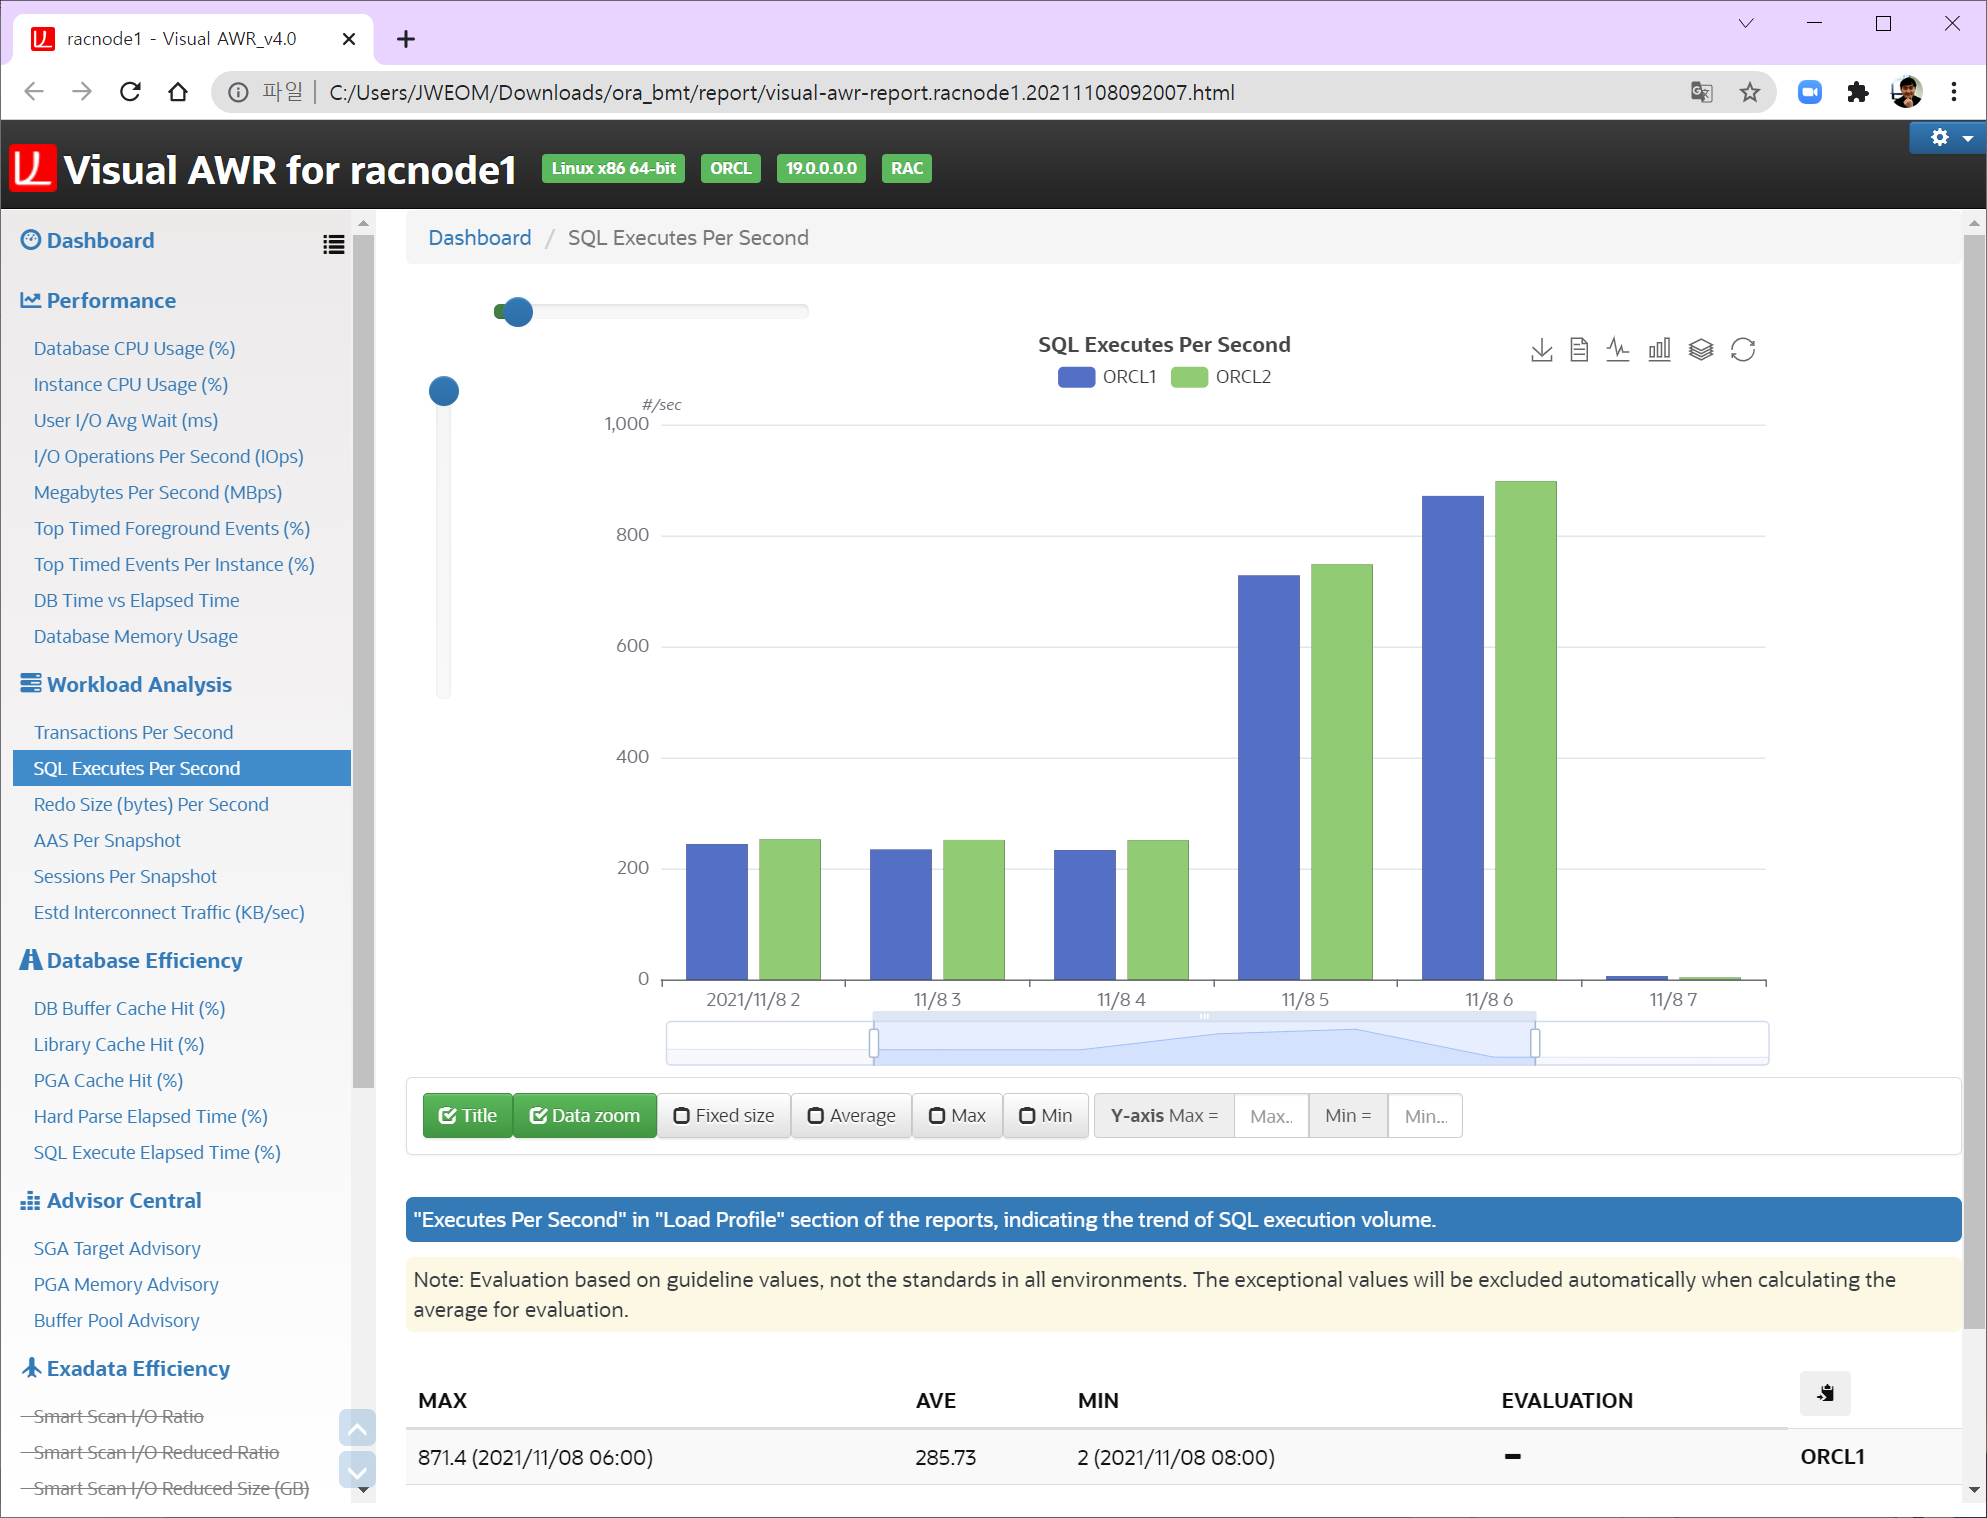 racnode1 - Visual AWR_v4.0
파일 C:/Users/JWEOM/Downloads/ora_bmt/report/visual-awr-report.racnode1.20211108092007.html
Visual AWR for racnode1 Linux x86 64-bit ORCL 19.0.0.0.0 RAC
Dashboard
Performance
Database CPU Usage (%)
Instance CPU Usage (%)
User I/O Avg Wait (ms)
I/O Operations Per Second (IOps)
Megabytes Per Second (MBps)
Top Timed Foreground Events (%)
Top Timed Events Per Instance (%)
DB Time vs Elapsed Time
Database Memory Usage
Workload Analysis
Transactions Per Second
SQL Executes Per Second
Redo Size (bytes) Per Second
AAS Per Snapshot
Sessions Per Snapshot
Estd Interconnect Traffic (KB/sec)
Database Efficiency
DB Buffer Cache Hit (%)
Library Cache Hit (%)
PGA Cache Hit (%)
Hard Parse Elapsed Time (%)
SQL Execute Elapsed Time (%)
Advisor Central
SGA Target Advisory
PGA Memory Advisory
Buffer Pool Advisory
Exadata Efficiency
Smart Scan I/O Ratio
Smart Scan I/O Reduced Ratio
Smart Scan I/O Reduced Size (GB)
Dashboard / SQL Executes Per Second
SQL Executes Per Second
ORCL1 ORCL2
#/sec
1,000
800
600
400
200
0
2021/11/8 2 11/8 3 11/8 4 11/8 5 11/8 6 11/8 7
Title Data zoom Fixed size Average Max Min Y-axis Max = Max.. Min = Min...
"Executes Per Second" in "Load Profile" section of the reports, indicating the trend of SQL execution volume.
Note: Evaluation based on guideline values, not the standards in all environments. The exceptional values will be excluded automatically when calculating the
average for evaluation.
MAX AVE MIN EVALUATION
871.4 (2021/11/08 06:00) 285.73 2 (2021/11/08 08:00) – ORCL1